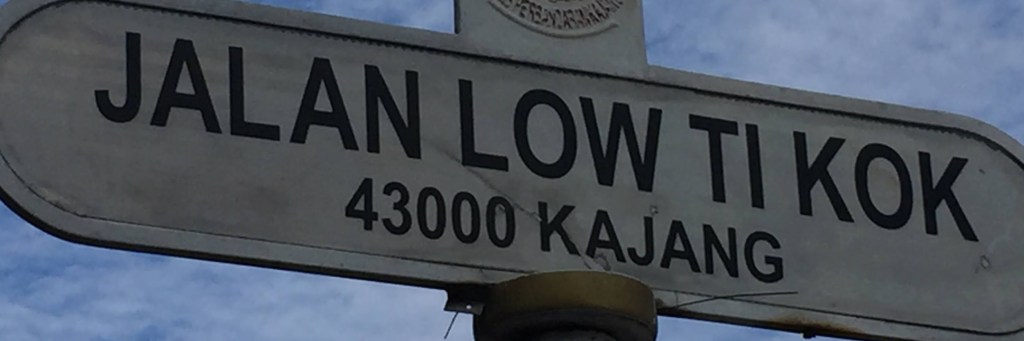 JALAN LOW TI KOK
43000 KAJANG